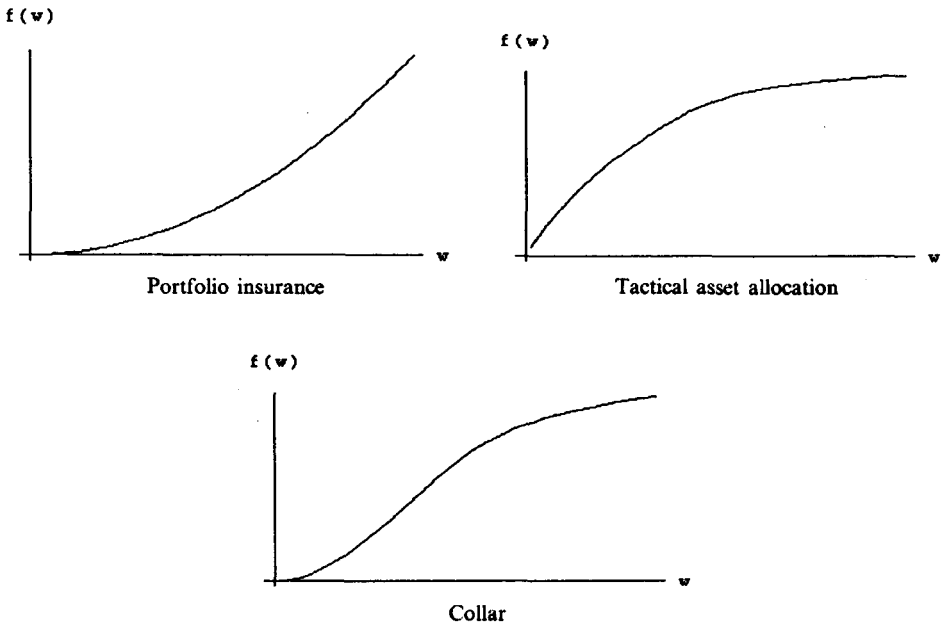 f(w)
w
Portfolio insurance
f(w)
w
Tactical asset allocation
f(w)
w
Collar